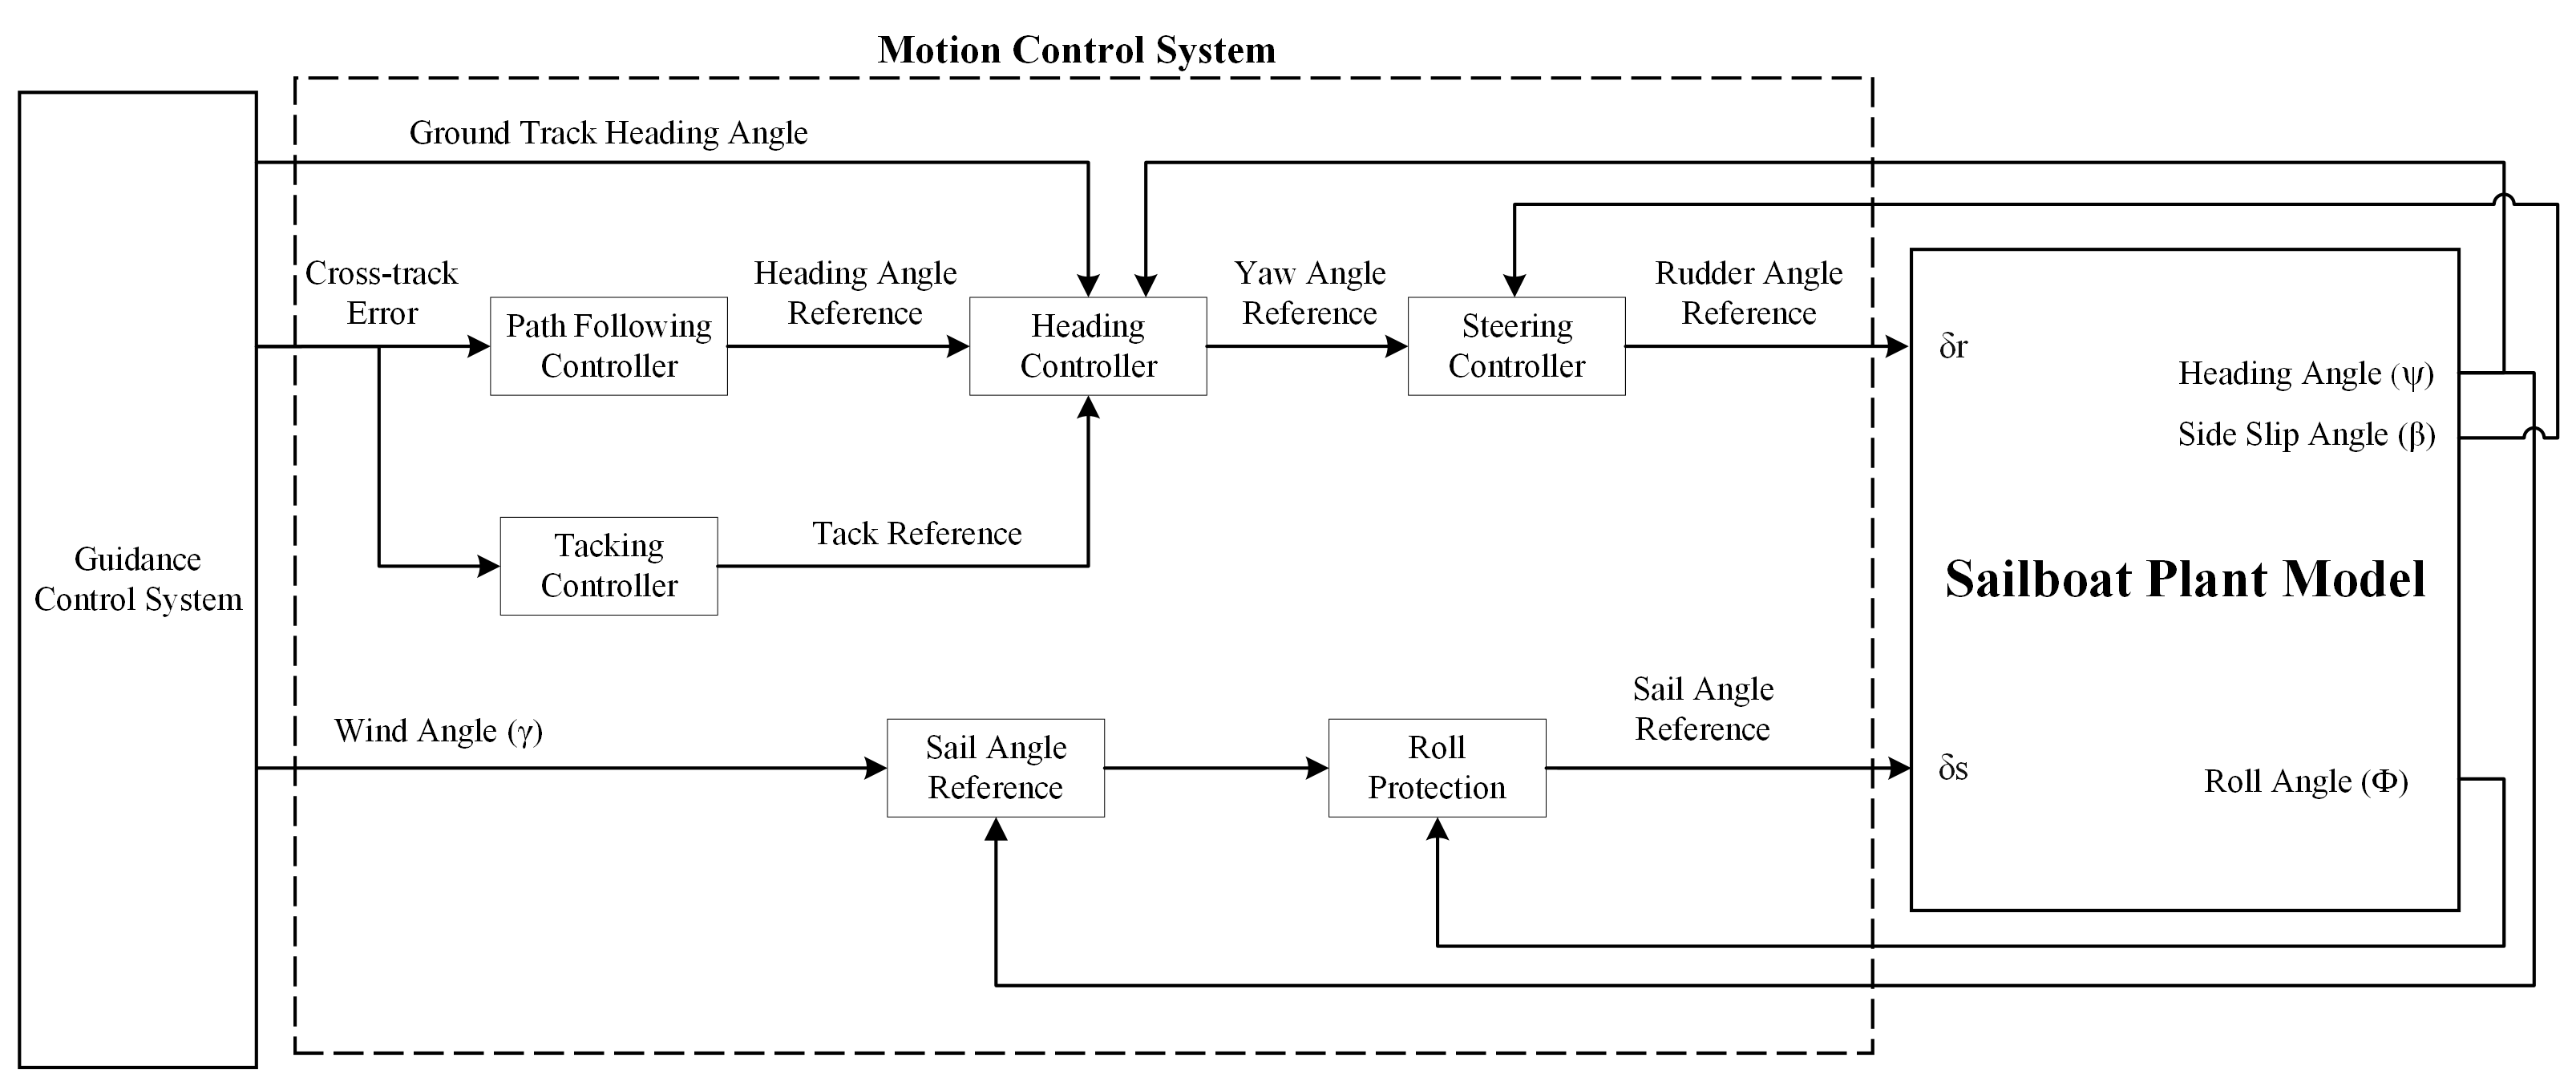 Motion Control System
Ground Track Heading Angle
Cross-track
Error
Heading Angle
Reference
Yaw Angle
Reference
Rudder Angle
Reference
Path Following
Controller
Heading
Controller
Steering
Controller
δr
Heading Angle (ψ)
Side Slip Angle (β)
Tacking
Controller
Tack Reference
Guidance
Control System
Sailboat Plant Model
Wind Angle (γ)
Sail Angle
Reference
Roll
Protection
Sail Angle
Reference
δs
Roll Angle (Φ)